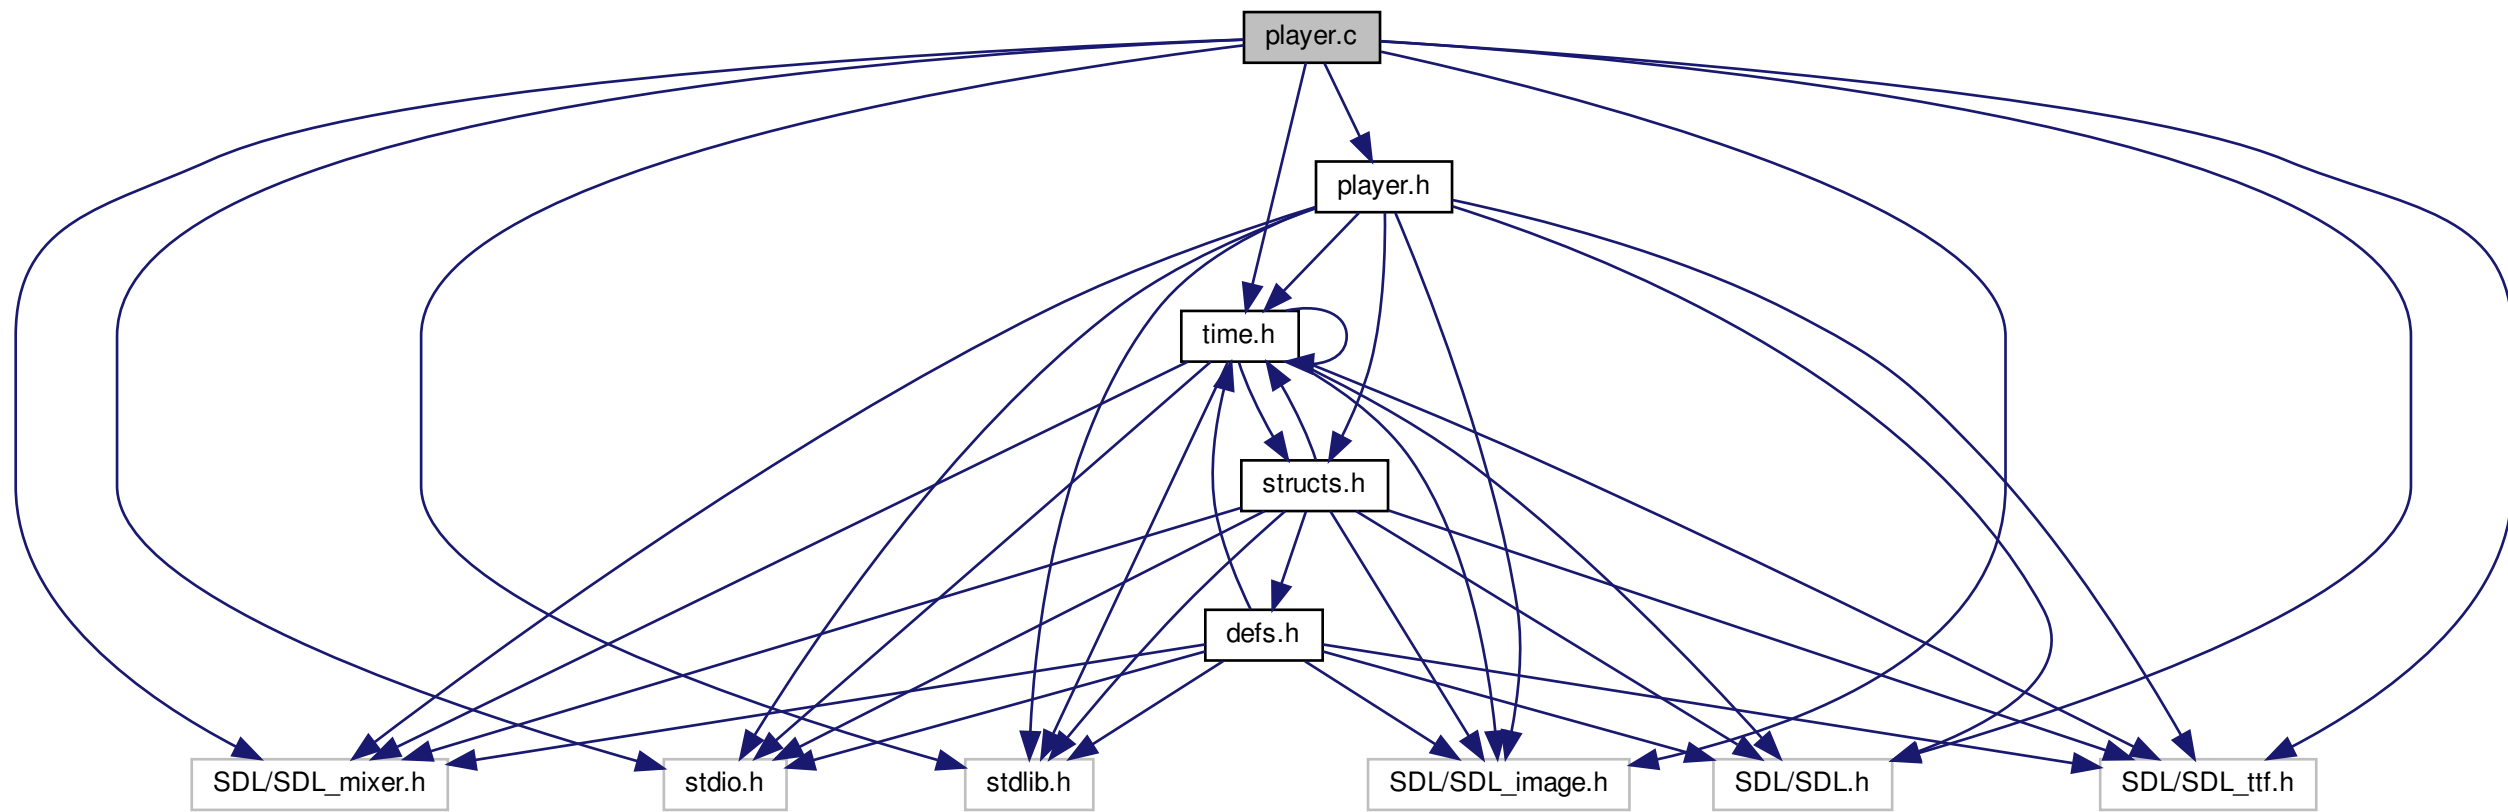 player.c
player.h
time.h
structs.h
defs.h
SDL/SDL_mixer.h
stdio.h
stdlib.h
SDL/SDL_image.h
SDL/SDL.h
SDL/SDL_ttf.h